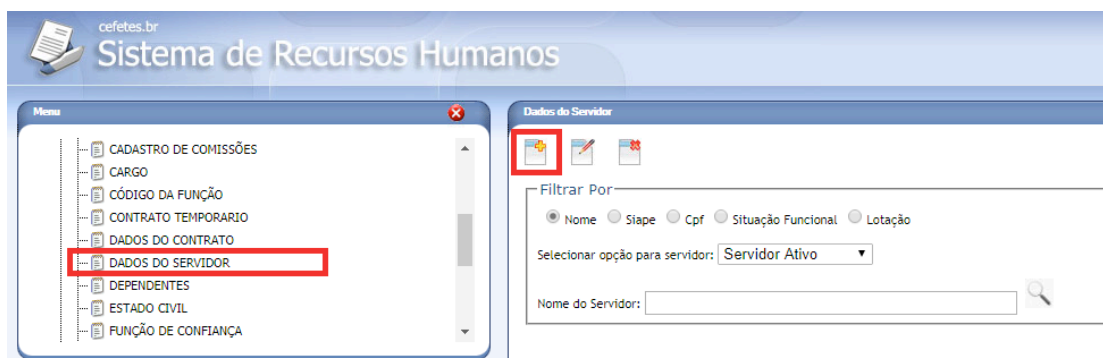 cefetes.br
Sistema de Recursos Humanos
Menu
CADASTRO DE COMISSÕES
CARGO
CÓDIGO DA FUNÇÃO
CONTRATO TEMPORARIO
DADOS DO CONTRATO
DADOS DO SERVIDOR
DEPENDENTES
ESTADO CIVIL
FUNÇÃO DE CONFIANÇA
Dados do Servidor
Filtrar Por
Nome Siape Cpf Situação Funcional Lotação
Selecionar opção para servidor: Servidor Ativo
Nome do Servidor: